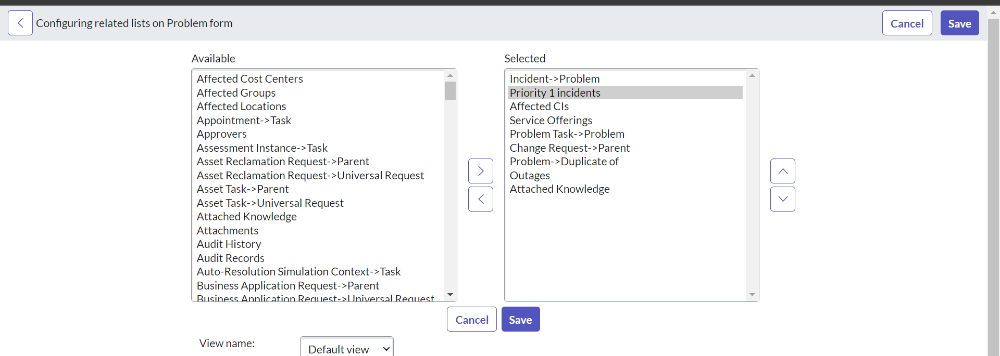 Configuring related lists on Problem form
Cancel
Save
Available
Affected Cost Centers
Affected Groups
Affected Locations
Appointment->Task
Approvers
Assessment Instance->Task
Asset Reclamation Request->Parent
Asset Reclamation Request->Universal Request
Asset Task->Parent
Asset Task->Universal Request
Attached Knowledge
Attachments
Audit History
Audit Records
Auto-Resolution Simulation Context->Task
Business Application Request->Parent
Business Application Request->Universal Request
Selected
Incident->Problem
Priority 1 incidents
Affected CIs
Service Offerings
Problem Task->Problem
Change Request->Parent
Problem->Duplicate of
Outages
Attached Knowledge
Cancel
Save
View name:
Default view